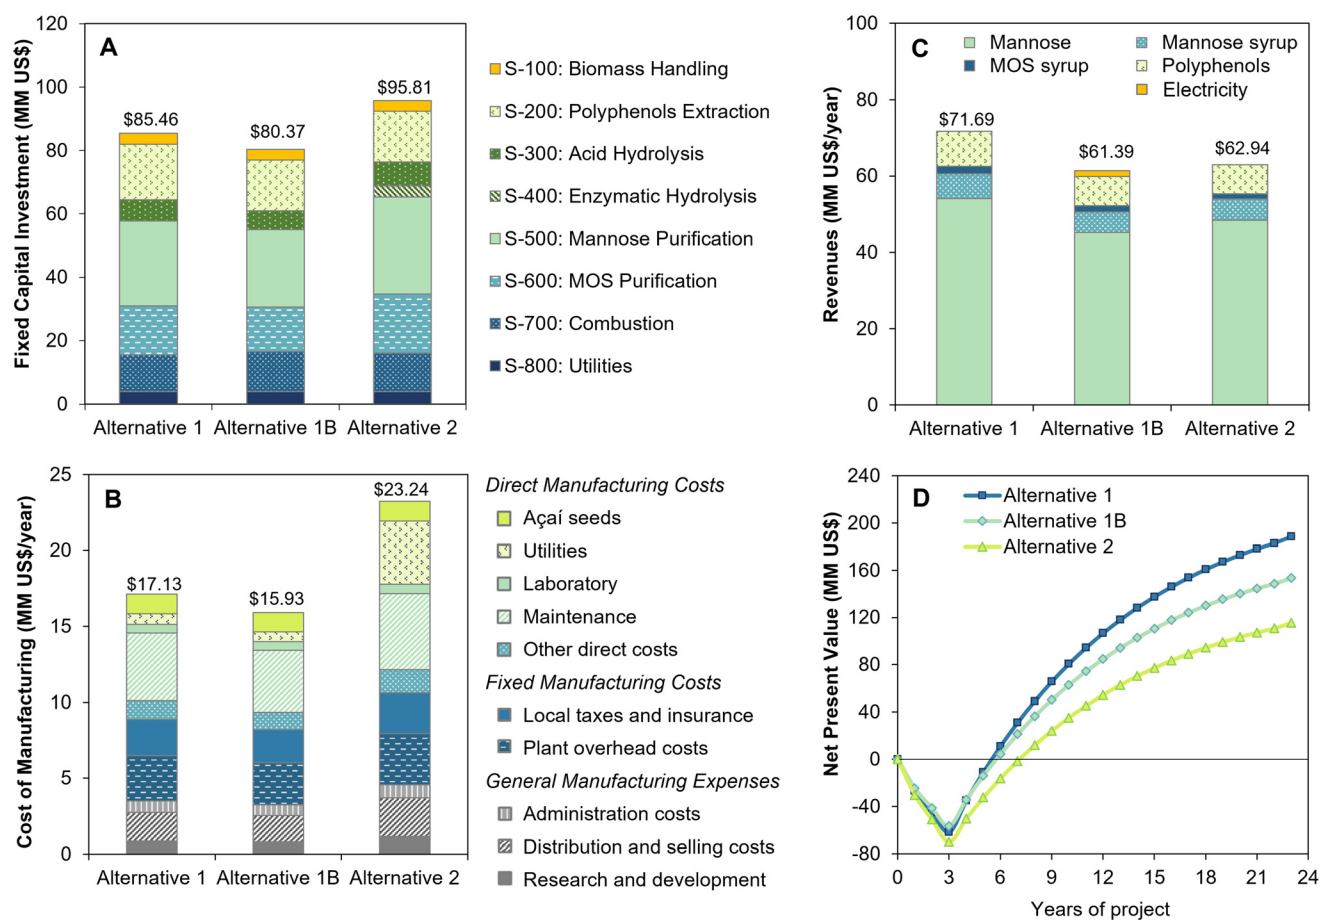 A
Fixed Capital Investment (MM US$)
120
100
80
60
40
20
0
$85.46
$80.37
$95.81
Alternative 1
Alternative 1B
Alternative 2
S-100: Biomass Handling
S-200: Polyphenols Extraction
S-300: Acid Hydrolysis
S-400: Enzymatic Hydrolysis
S-500: Mannose Purification
S-600: MOS Purification
S-700: Combustion
S-800: Utilities
C
Revenues (MM US$/year)
100
80
60
40
20
0
Mannose
Mannose syrup
MOS syrup
Polyphenols
Electricity
$71.69
$61.39
$62.94
Alternative 1
Alternative 1B
Alternative 2
B
Cost of Manufacturing (MM US$/year)
25
20
15
10
5
0
$17.13
$15.93
$23.24
Alternative 1
Alternative 1B
Alternative 2
Direct Manufacturing Costs
Açaí seeds
Utilities
Laboratory
Maintenance
Other direct costs
Fixed Manufacturing Costs
Local taxes and insurance
Plant overhead costs
General Manufacturing Expenses
Administration costs
Distribution and selling costs
Research and development
D
Net Present Value (MM US$)
240
200
160
120
80
40
0
-40
-80
Alternative 1
Alternative 1B
Alternative 2
0
3
6
9
12
15
18
21
24
Years of project